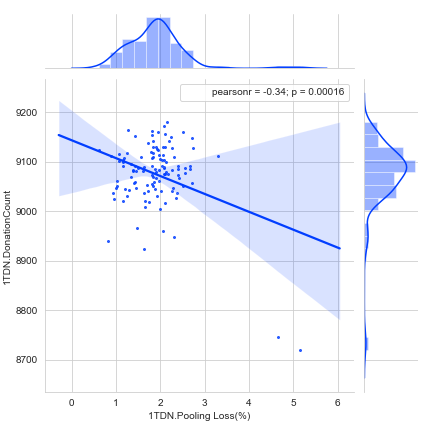 pearsonr = -0.34; p = 0.00016
9200
9100
9000
8900
8800
8700
1TDN.DonationCount
0 1 2 3 4 5 6
1TDN.Pooling Loss(%)